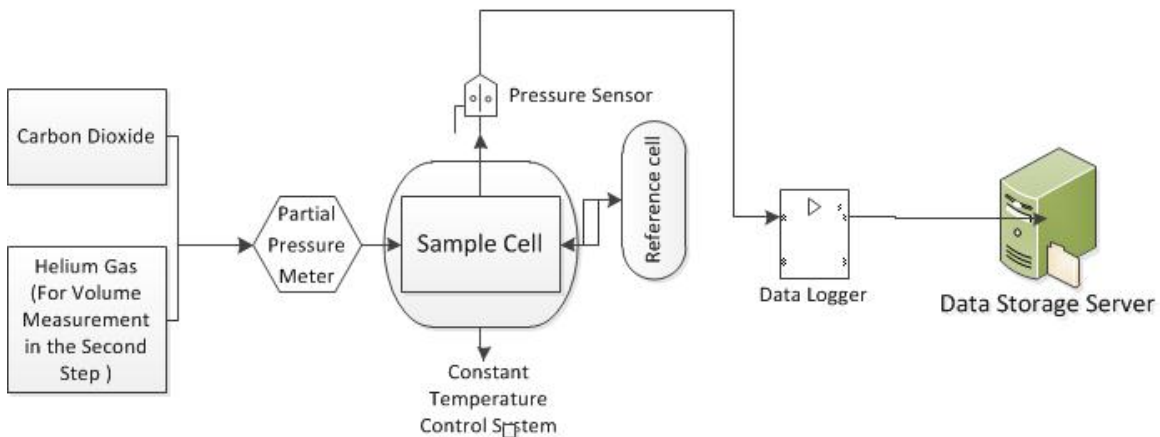 Carbon Dioxide
Helium Gas
(For Volume
Measurement
in the Second
Step )
Partial
Pressure
Meter
Pressure Sensor
Sample Cell
Reference cell
Constant
Temperature
Control System
Data Logger
Data Storage Server